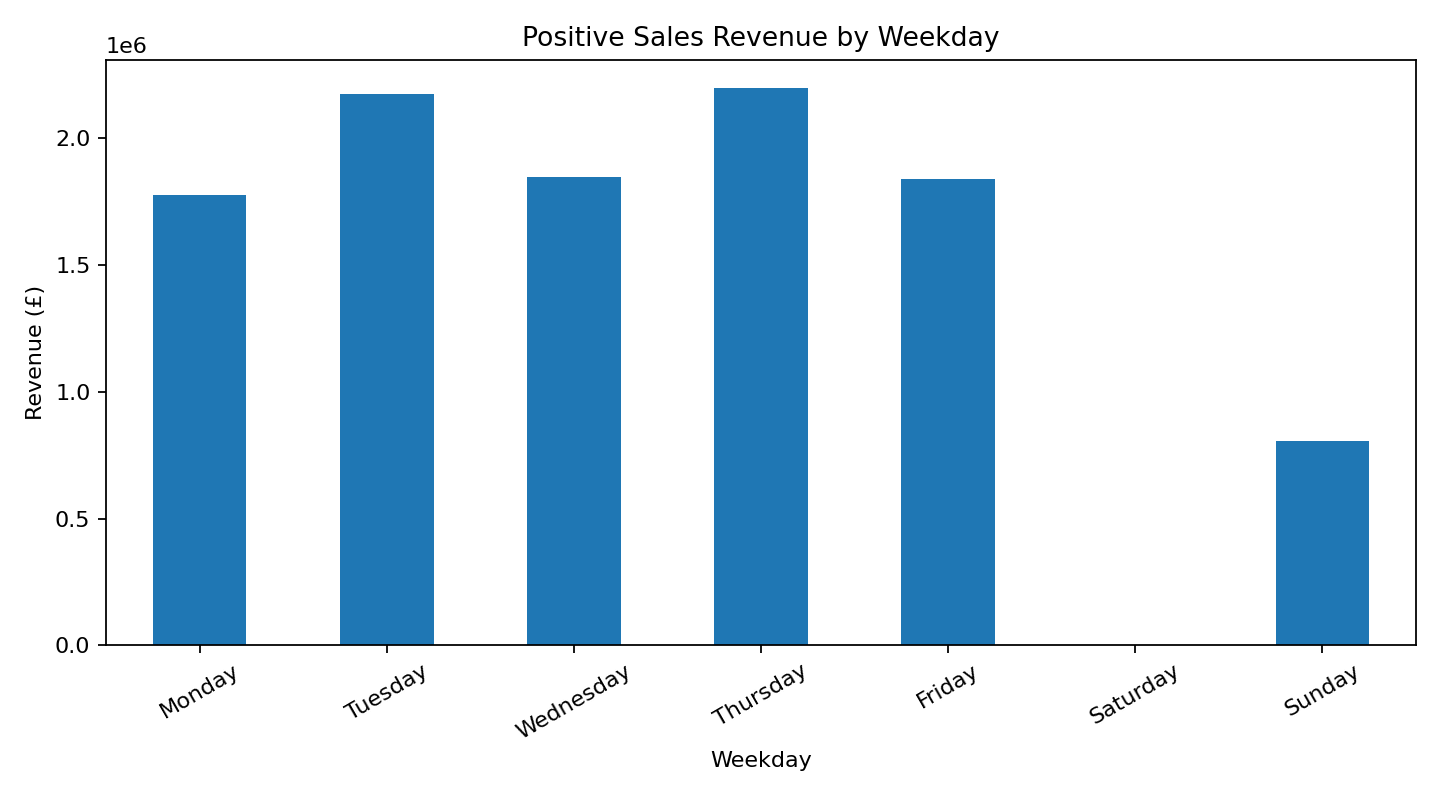 Positive Sales Revenue by Weekday
1e6
2.0
1.5
1.0
0.5
0.0
Revenue (£)
Monday
Tuesday
Wednesday
Thursday
Friday
Saturday
Sunday
Weekday